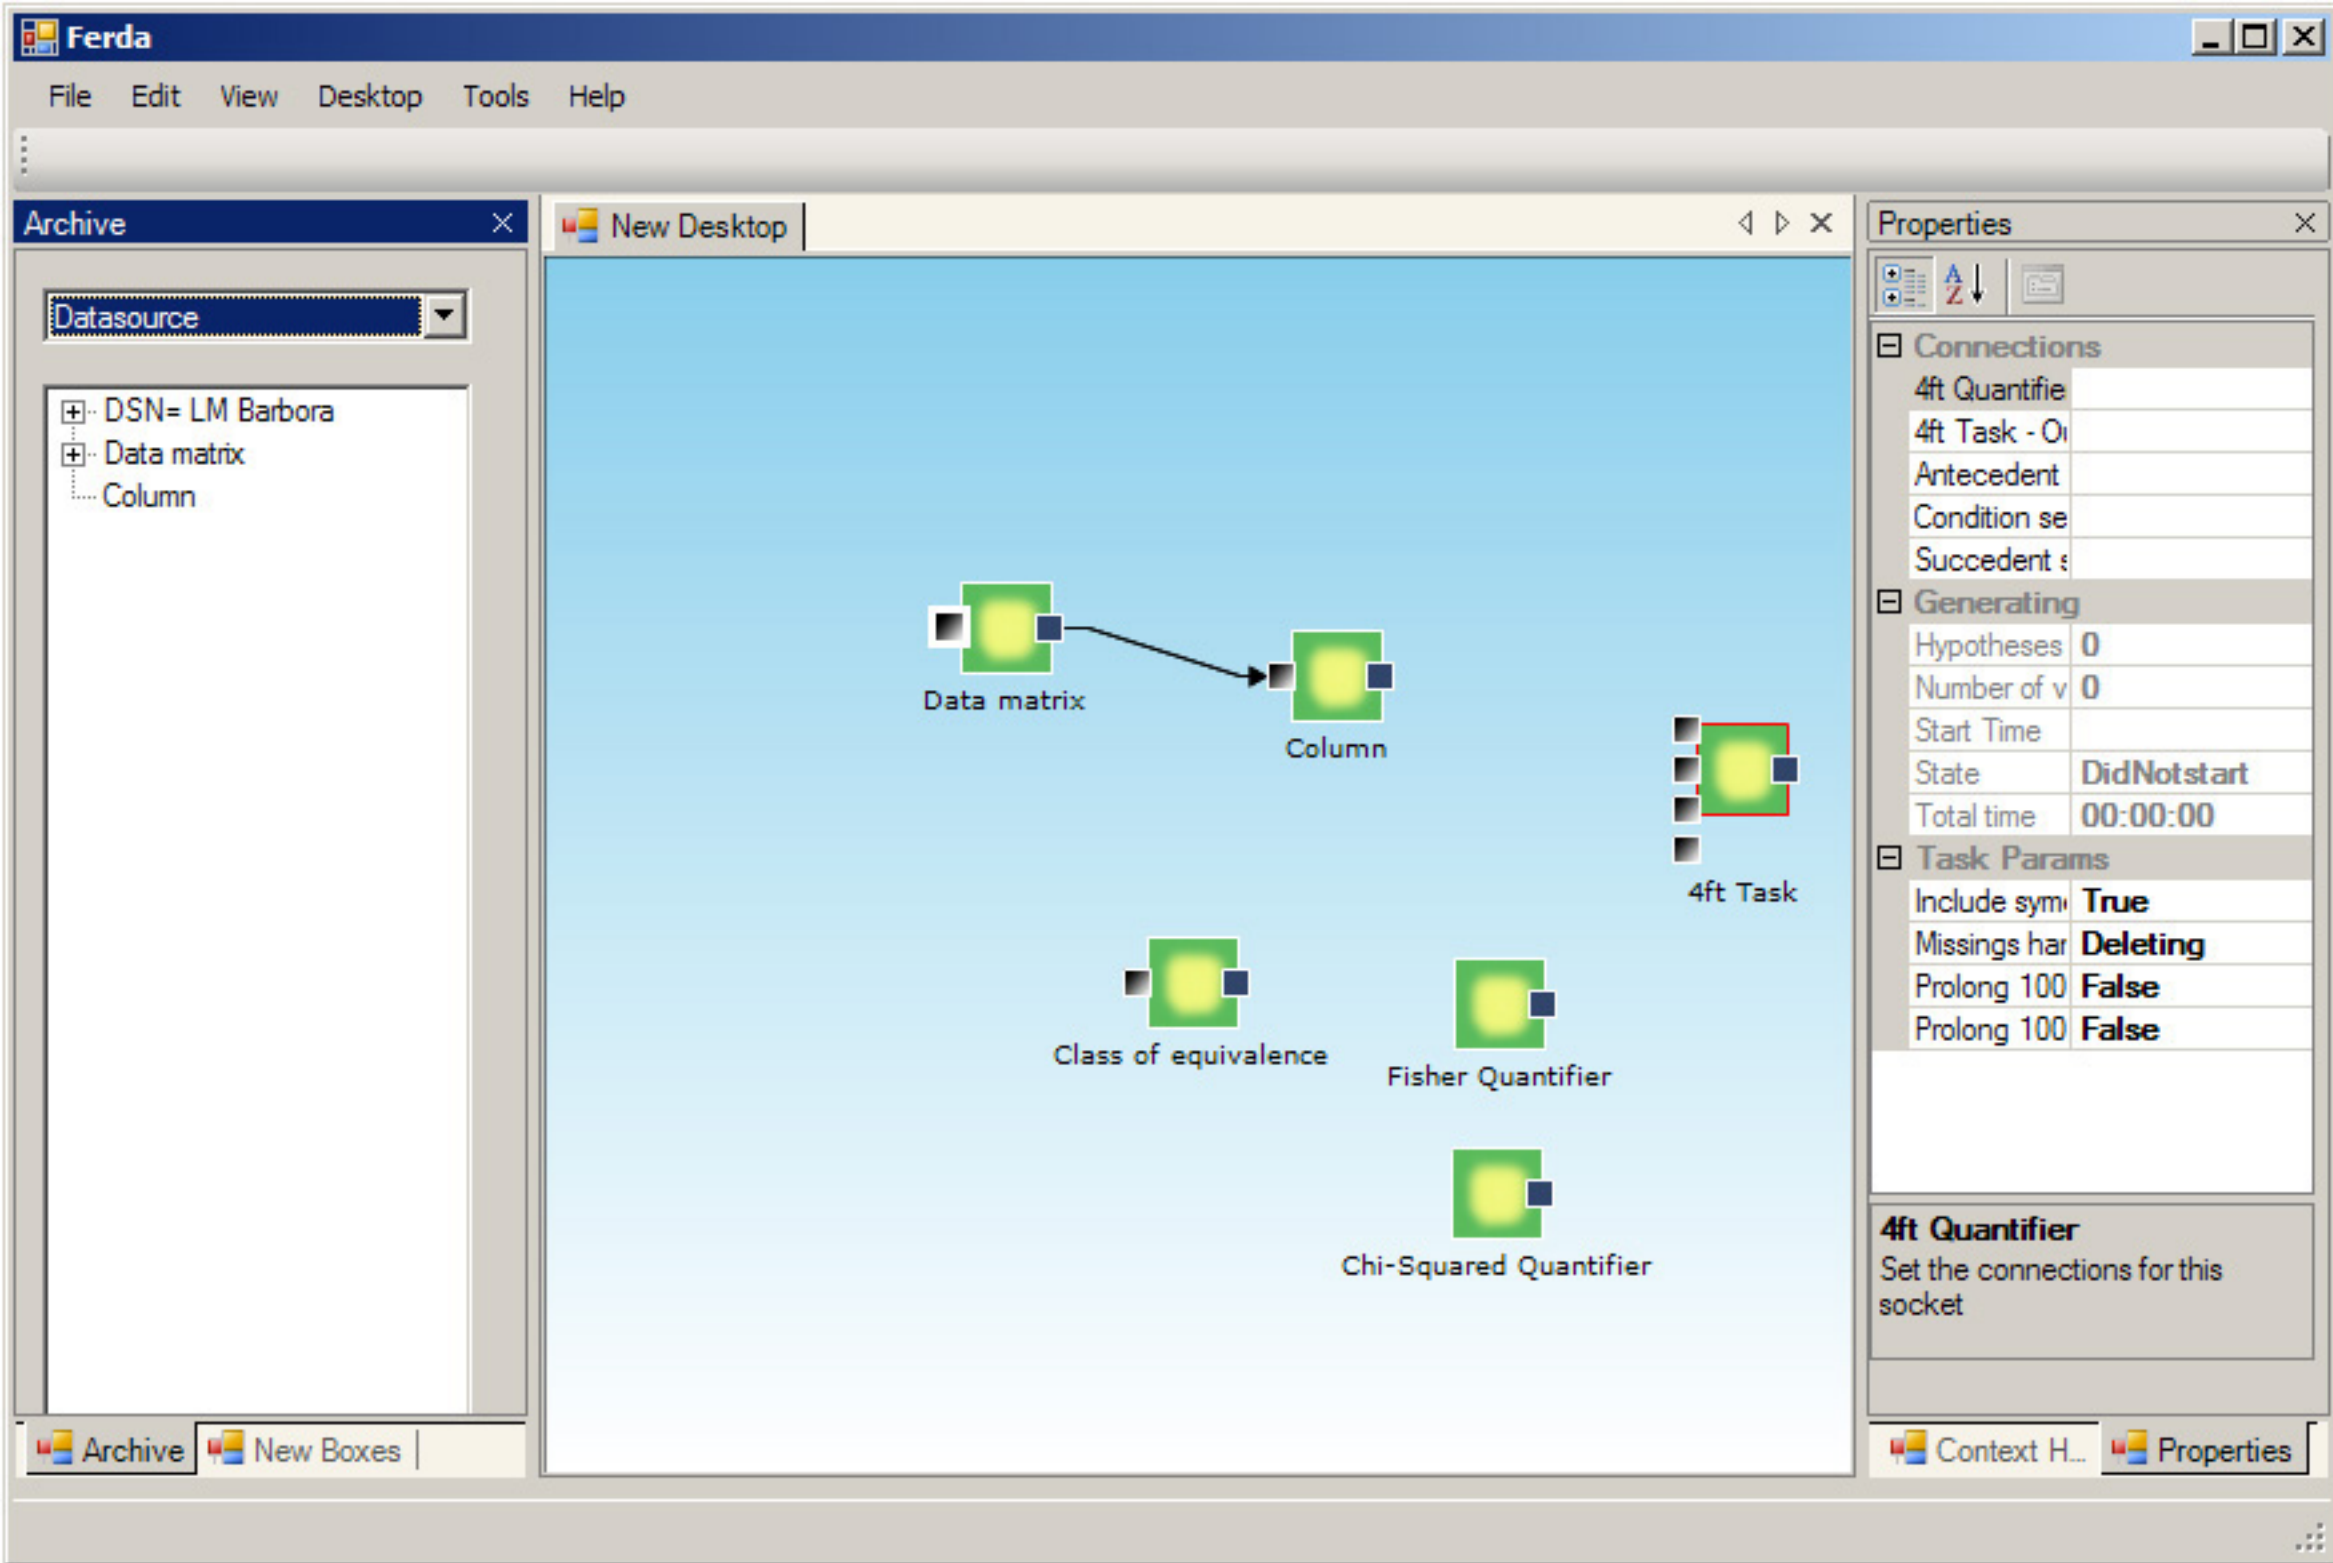 Ferda
File Edit View Desktop Tools Help
Archive
Datasource
DSN= LM Barbora
Data matrix
Column
Archive New Boxes
New Desktop
Data matrix
Column
4ft Task
Class of equivalence
Fisher Quantifier
Chi-Squared Quantifier
Properties
Connections
4ft Quantifie
4ft Task - O
Antecedent
Condition se
Succedent s
Generating
Hypotheses 0
Number of v 0
Start Time
State DidNotstart
Total time 00:00:00
Task Params
Include sym True
Missings har Deleting
Prolong 100 False
Prolong 100 False
4ft Quantifier
Set the connections for this
socket
Context H... Properties